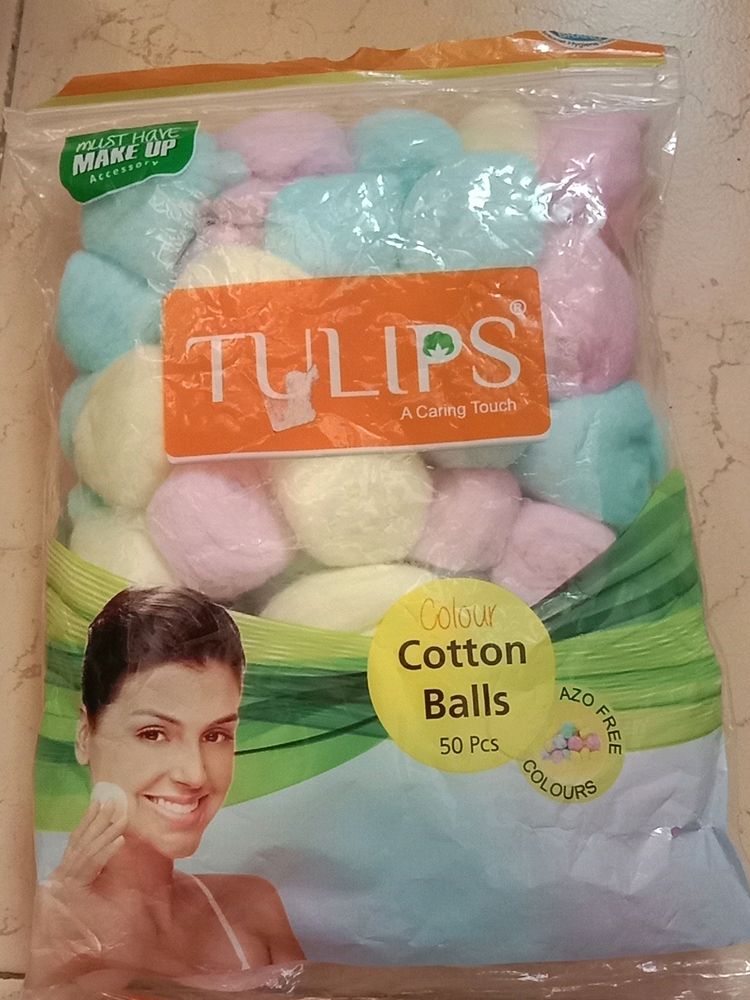 MUST HAVE
MAKE UP
Accessory
TULIPS®
A Caring Touch
Colour
Cotton
Balls
50 Pcs
AZO FREE
COLOURS